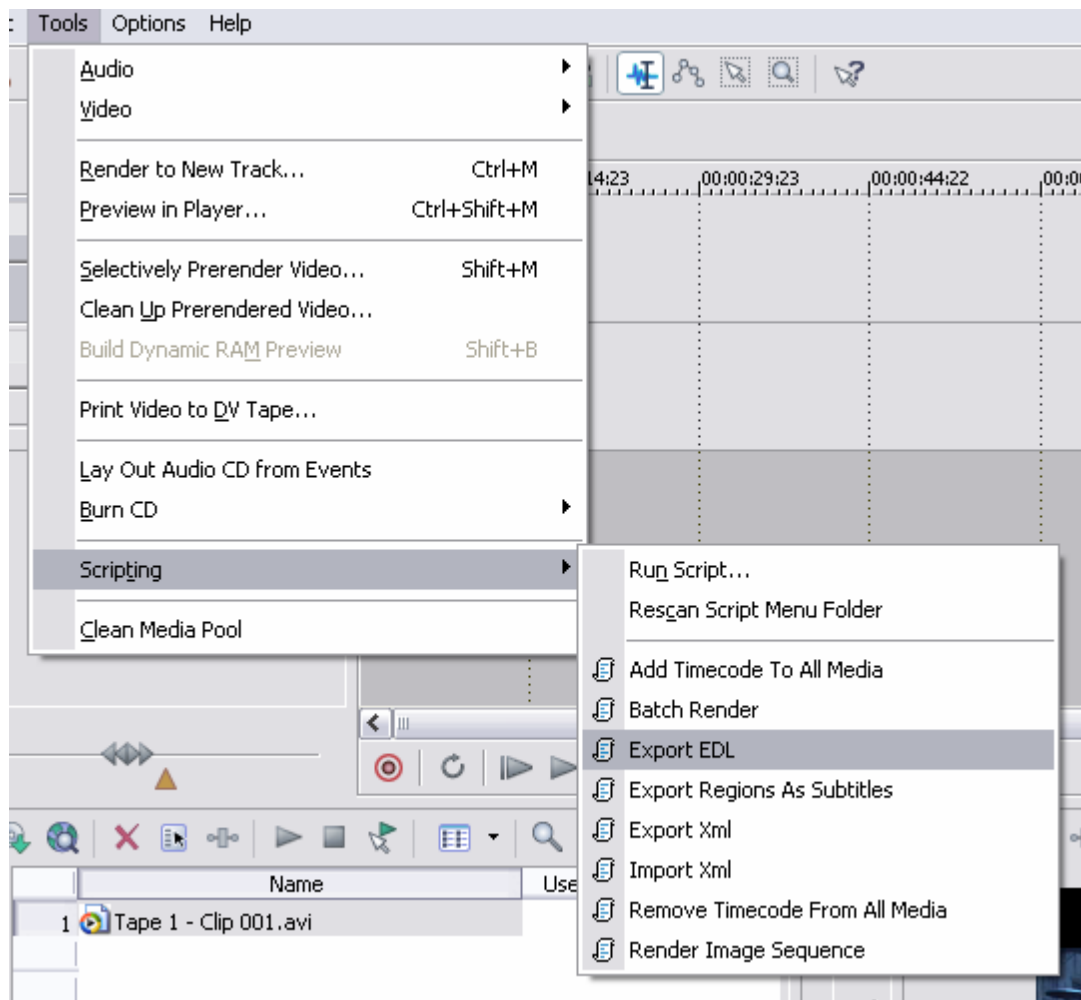 Tools Options Help
Audio
Video
Render to New Track... Ctrl+M
Preview in Player... Ctrl+Shift+M
Selectively Prerender Video... Shift+M
Clean Up Prerendered Video...
Build Dynamic RAM Preview Shift+B
Print Video to DV Tape...
Lay Out Audio CD from Events
Burn CD
Scripting
Clean Media Pool
14:23 00:00:29:23 00:00:44:22 00:0
Run Script...
Rescan Script Menu Folder
Add Timecode To All Media
Batch Render
Export EDL
Export Regions As Subtitles
Export Xml
Import Xml
Remove Timecode From All Media
Render Image Sequence
Name Use
1 Tape 1 - Clip 001.avi